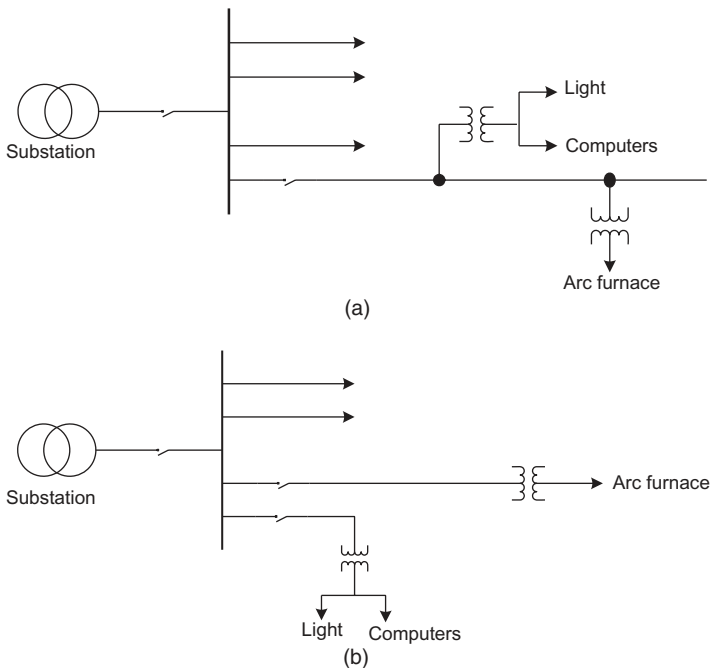 Light
Substation
Computers
Arc furnace
(a)
Substation
Arc furnace
Light
Computers
(b)